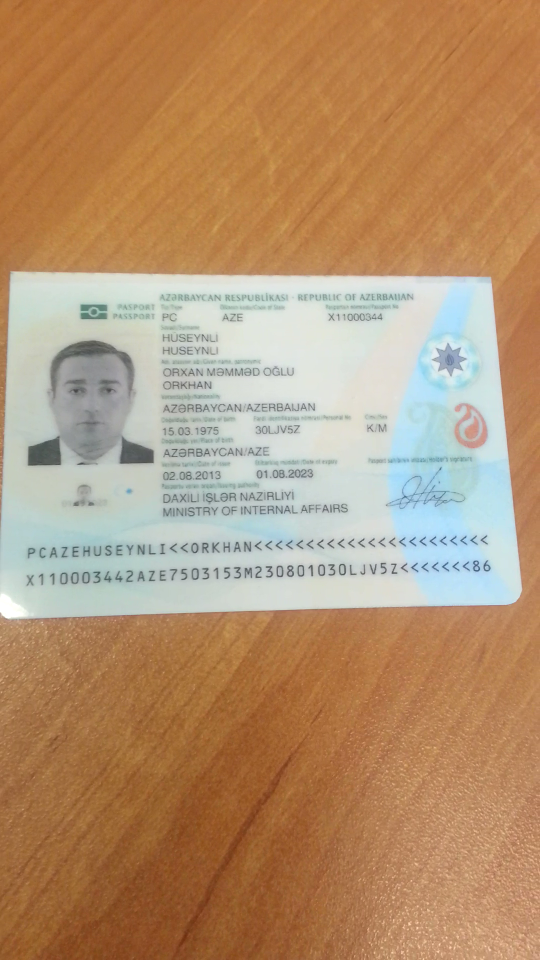 AZƏRBAYCAN RESPUBLİKASI - REPUBLIC OF AZERBAIJAN
PASPORT
PASSPORT
PC AZE X11000344
HÜSEYNLİ
HUSEYNLI
ORXAN MƏMMƏD OĞLU
ORKHAN
AZƏRBAYCAN/AZERBAIJAN
15.03.1975 30LJV5Z K/M
AZƏRBAYCAN/AZE
02.08.2013 01.08.2023
DAXİLİ İŞLƏR NAZİRLİYİ
MINISTRY OF INTERNAL AFFAIRS
PCAZEHUSEYNLI<<ORKHAN<<<<<<<<<<<<<<<<<<<<<<<
X110003442AZE7503153M230801030LJV5Z<<<<<<<86